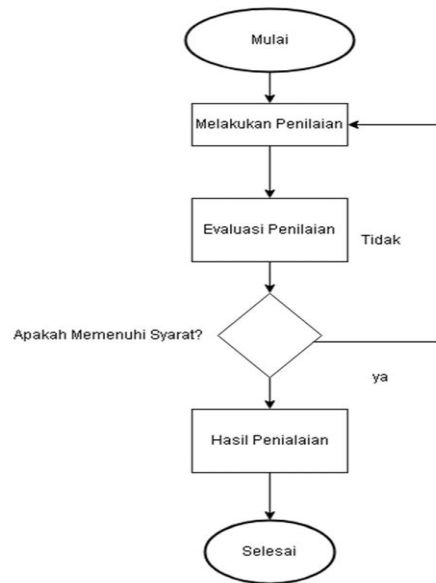 Mulai
Melakukan Penilaian
Evaluasi Penilaian
Tidak
Apakah Memenuhi Syarat?
ya
Hasil Penialaian
Selesai